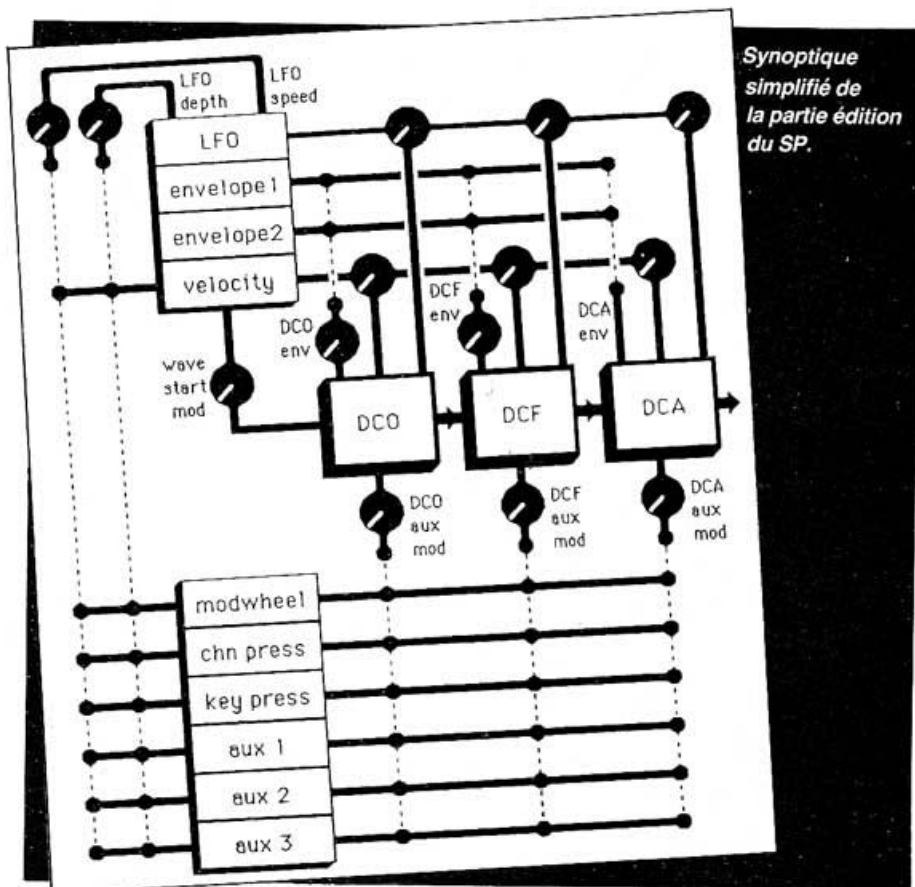 Synoptique
simplifié de
la partie édition
du SP.
LFO
depth
LFO
speed
LFO
envelope1
envelope2
velocity
wave
start
mod
DCO
env
DCF
env
DCA
env
DCO
DCF
DCA
DCO
aux
mod
DCF
aux
mod
DCA
aux
mod
modwheel
chn press
key press
aux 1
aux 2
aux 3